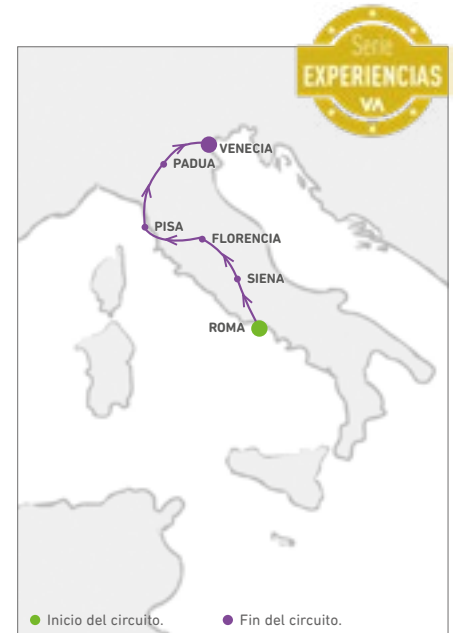 Serie
EXPERIENCIAS
VA
VENECIA
PADUA
PISA
FLORENCIA
SIENA
ROMA
Inicio del circuito.
Fin del circuito.